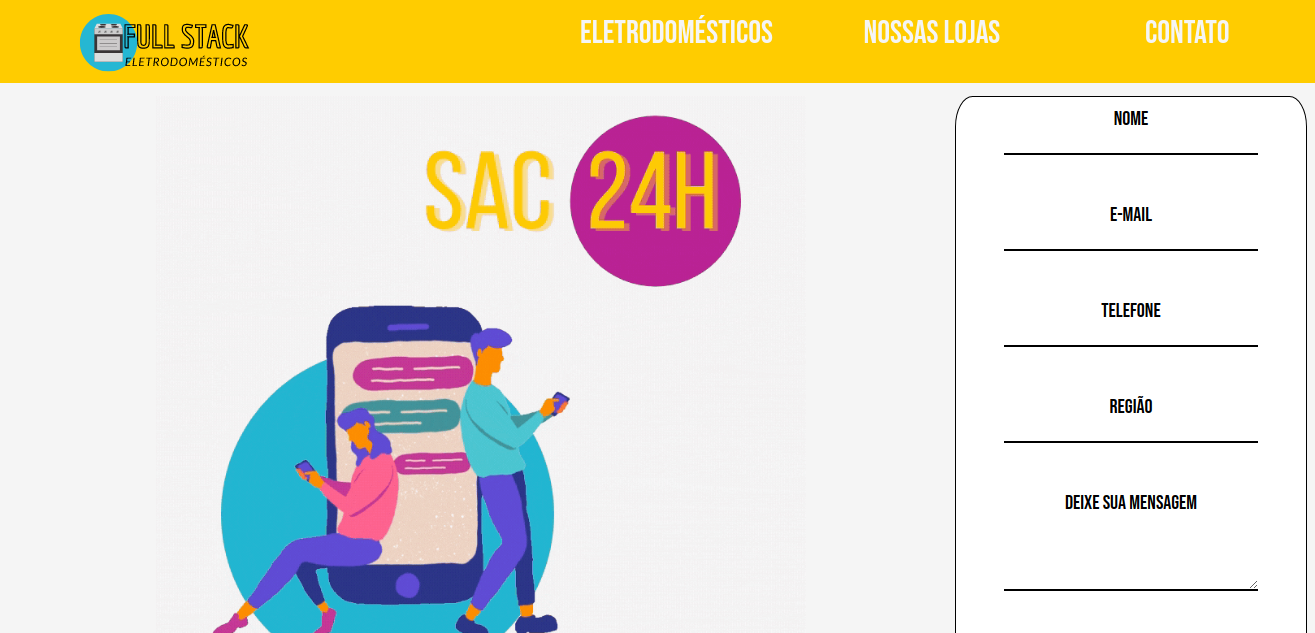 FULL STACK
ELETRODOMÉSTICOS
ELETRODOMÉSTICOS
NOSSAS LOJAS
CONTATO
SAC 24H
NOME
E-MAIL
TELEFONE
REGIÃO
DEIXE SUA MENSAGEM